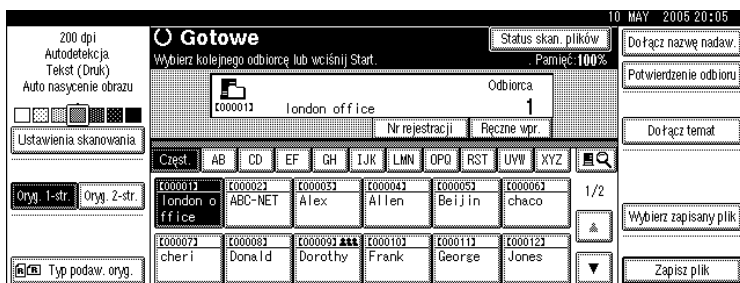 10 MAY 2005 20:05
200 dpi
Autodetekcja
Tekst (Druk)
Auto nasycenie obrazu
Ustawienia skanowania
Oryg. 1-str.
Oryg. 2-str.
Typ podaw. oryg.
Gotowe
Status skan. plików
Wybierz kolejnego odbiorcę lub wciśnij Start.
Pamięć:100%
Odbiorca
[00001]
london office
1
Nr rejestracji
Ręczne wpr.
Częst.
AB
CD
EF
GH
IJK
LMN
OPQ
RST
UVW
XYZ
[00001]
london o
ffice
[00002]
ABC-NET
[00003]
Alex
[00004]
Allen
[00005]
Beijin
[00006]
chaco
1/2
[00007]
cheri
[00008]
Donald
[00009]
Dorothy
[00010]
Frank
[00011]
George
[00012]
Jones
▲
▼
Dołącz nazwę nadaw.
Potwierdzenie odbioru
Dołącz temat
Wybierz zapisany plik
Zapisz plik